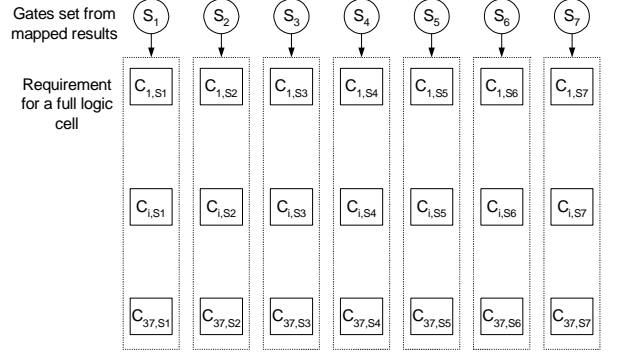 Gates set from
mapped results
S1 S2 S3 S4 S5 S6 S7
Requirement
for a full logic
cell
C1,S1 C1,S2 C1,S3 C1,S4 C1,S5 C1,S6 C1,S7
Ci,S1 Ci,S2 Ci,S3 Ci,S4 Ci,S5 Ci,S6 Ci,S7
C37,S1 C37,S2 C37,S3 C37,S4 C37,S5 C37,S6 C37,S7